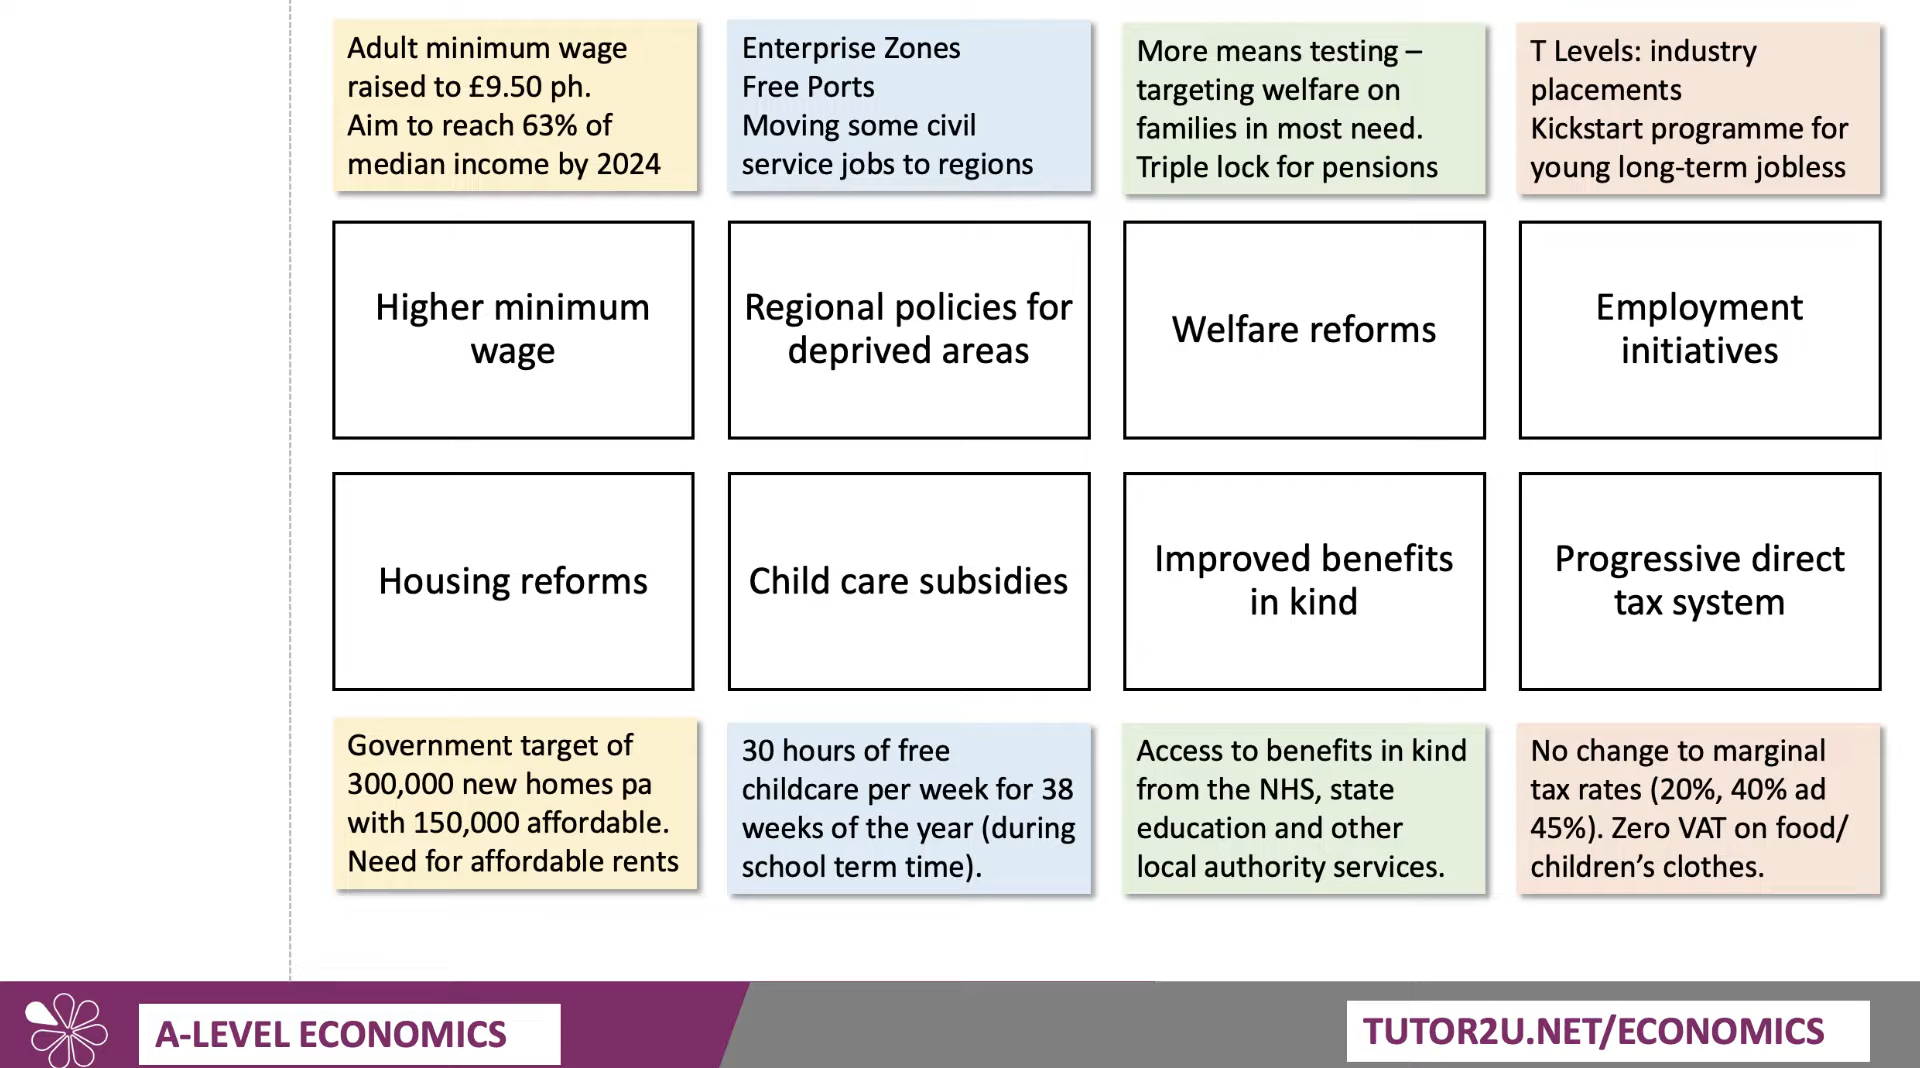 Adult minimum wage
raised to £9.50 ph.
Aim to reach 63% of
median income by 2024
Enterprise Zones
Free Ports
Moving some civil
service jobs to regions
More means testing –
targeting welfare on
families in most need.
Triple lock for pensions
T Levels: industry
placements
Kickstart programme for
young long-term jobless
Higher minimum
wage
Regional policies for
deprived areas
Welfare reforms
Employment
initiatives
Housing reforms
Child care subsidies
Improved benefits
in kind
Progressive direct
tax system
Government target of
300,000 new homes pa
with 150,000 affordable.
Need for affordable rents
30 hours of free
childcare per week for 38
weeks of the year (during
school term time).
Access to benefits in kind
from the NHS, state
education and other
local authority services.
No change to marginal
tax rates (20%, 40% ad
45%). Zero VAT on food/
children’s clothes.
A-LEVEL ECONOMICS
TUTOR2U.NET/ECONOMICS